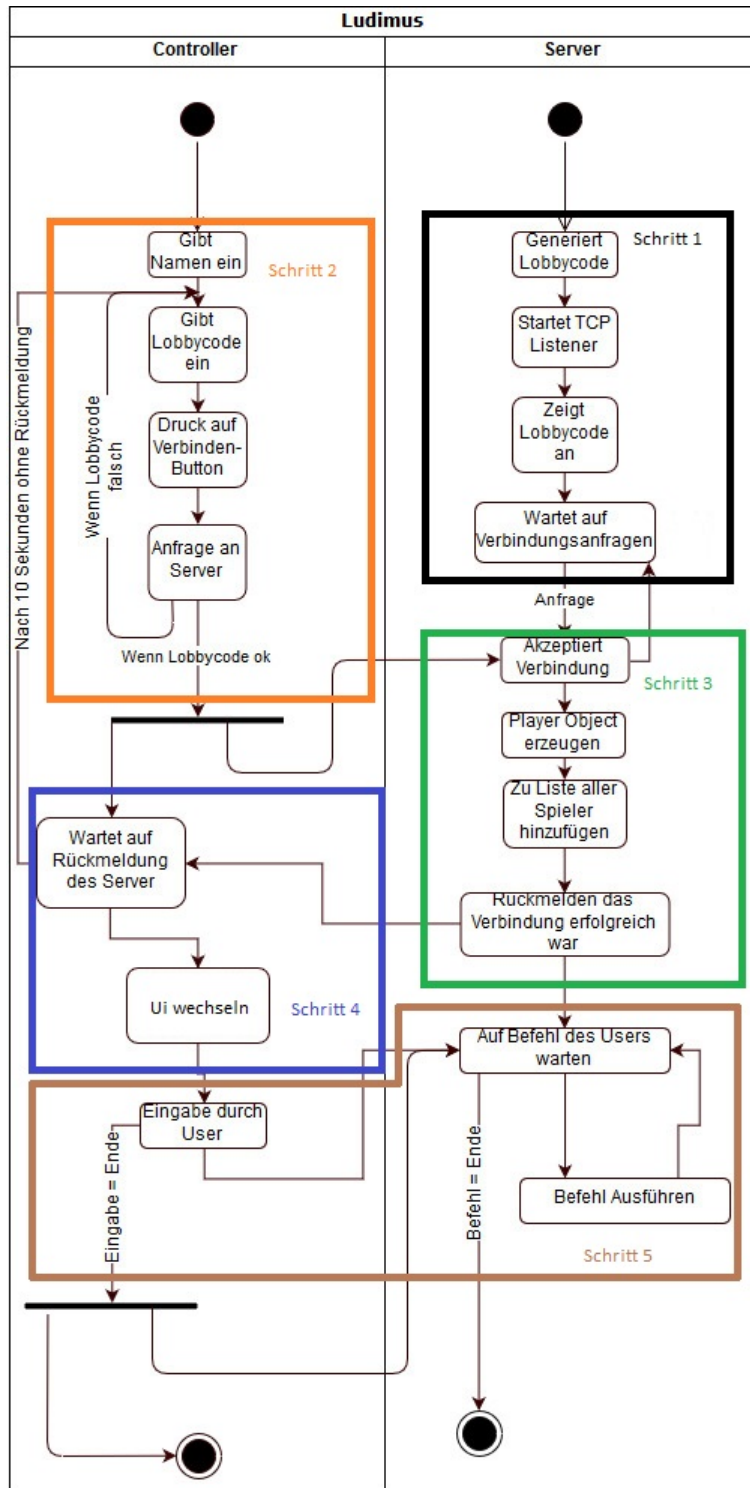 Ludimus
Controller
Server
Gibt
Namen ein
Schritt 2
Gibt
Lobbycode
ein
Druck auf
Verbinden-
Button
Anfrage an
Server
Wenn Lobbycode
falsch
Nach 10 Sekunden ohne Rückmeldung
Wenn Lobbycode ok
Generiert
Lobbycode
Schritt 1
Startet TCP
Listener
Zeigt
Lobbycode
an
Wartet auf
Verbindungsanfragen
Anfrage
Akzeptiert
Verbindung
Schritt 3
Player Object
erzeugen
Zu Liste aller
Spieler
hinzufügen
Rückmelden das
Verbindung erfolgreich
war
Wartet auf
Rückmeldung
des Server
Ui wechseln
Schritt 4
Auf Befehl des Users
warten
Eingabe durch
User
Eingabe = Ende
Befehl = Ende
Befehl Ausführen
Schritt 5